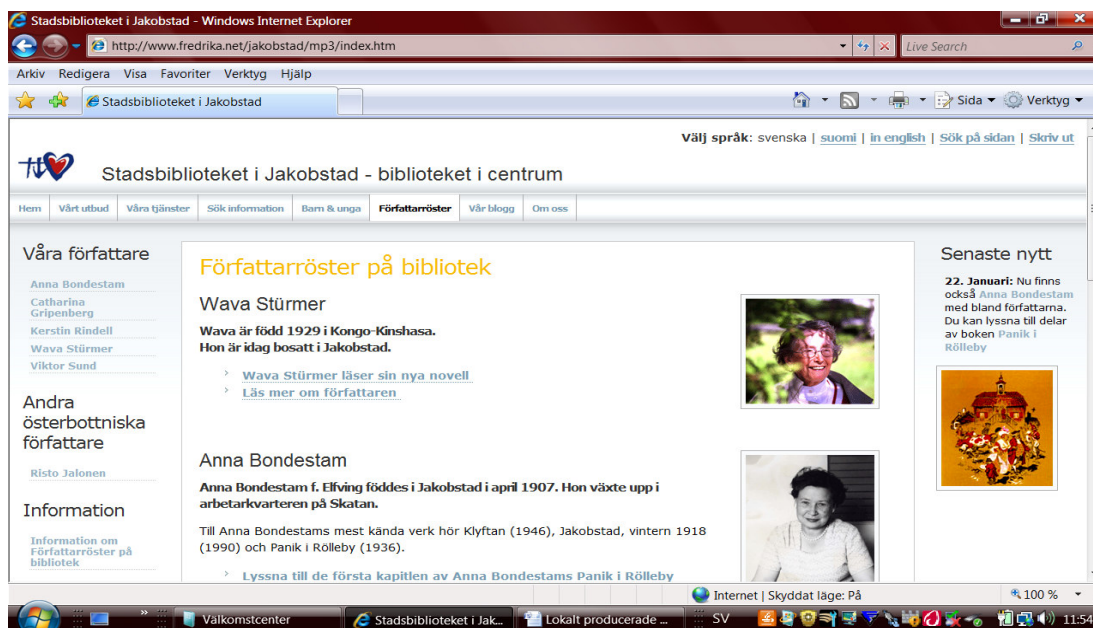 Stadsbiblioteket i Jakobstad - Windows Internet Explorer
http://www.fredrika.net/jakobstad/mp3/index.htm
Live Search
Arkiv Redigera Visa Favoriter Verktyg Hjälp
Stadsbiblioteket i Jakobstad
Sida
Verktyg
Välj språk: svenska | suomi | in english | Sök på sidan | Skriv ut
Stadsbiblioteket i Jakobstad - biblioteket i centrum
Hem
Vårt utbud
Våra tjänster
Sök information
Barn & unga
Författarröster
Vår blogg
Om oss
Våra författare
Anna Bondestam
Catharina
Gripenberg
Kerstin Rindell
Wava Stürmer
Viktor Sund
Andra
österbottniska
författare
Risto Jalonen
Information
Information om
Författarröster på
bibliotek
Författarröster på bibliotek
Wava Stürmer
Wava är född 1929 i Kongo-Kinshasa.
Hon är idag bosatt i Jakobstad.
Wava Stürmer läser sin nya novell
Läs mer om författaren
Anna Bondestam
Anna Bondestam f. Elfving föddes i Jakobstad i april 1907. Hon växte upp i
arbetarkvarteren på Skatan.
Till Anna Bondestams mest kända verk hör Klyftan (1946), Jakobstad, vintern 1918
(1990) och Panik i Rölleby (1936).
Lyssna till de första kapitlen av Anna Bondestams Panik i Rölleby
Senaste nytt
22. Januari: Nu finns
också Anna Bondestam
med bland författarna.
Du kan lyssna till delar
av boken Panik i
Rölleby
Internet | Skyddat läge: På
100 %
Välkomstcenter
Stadsbiblioteket i Jak...
Lokalt producerade ...
SV
11:54